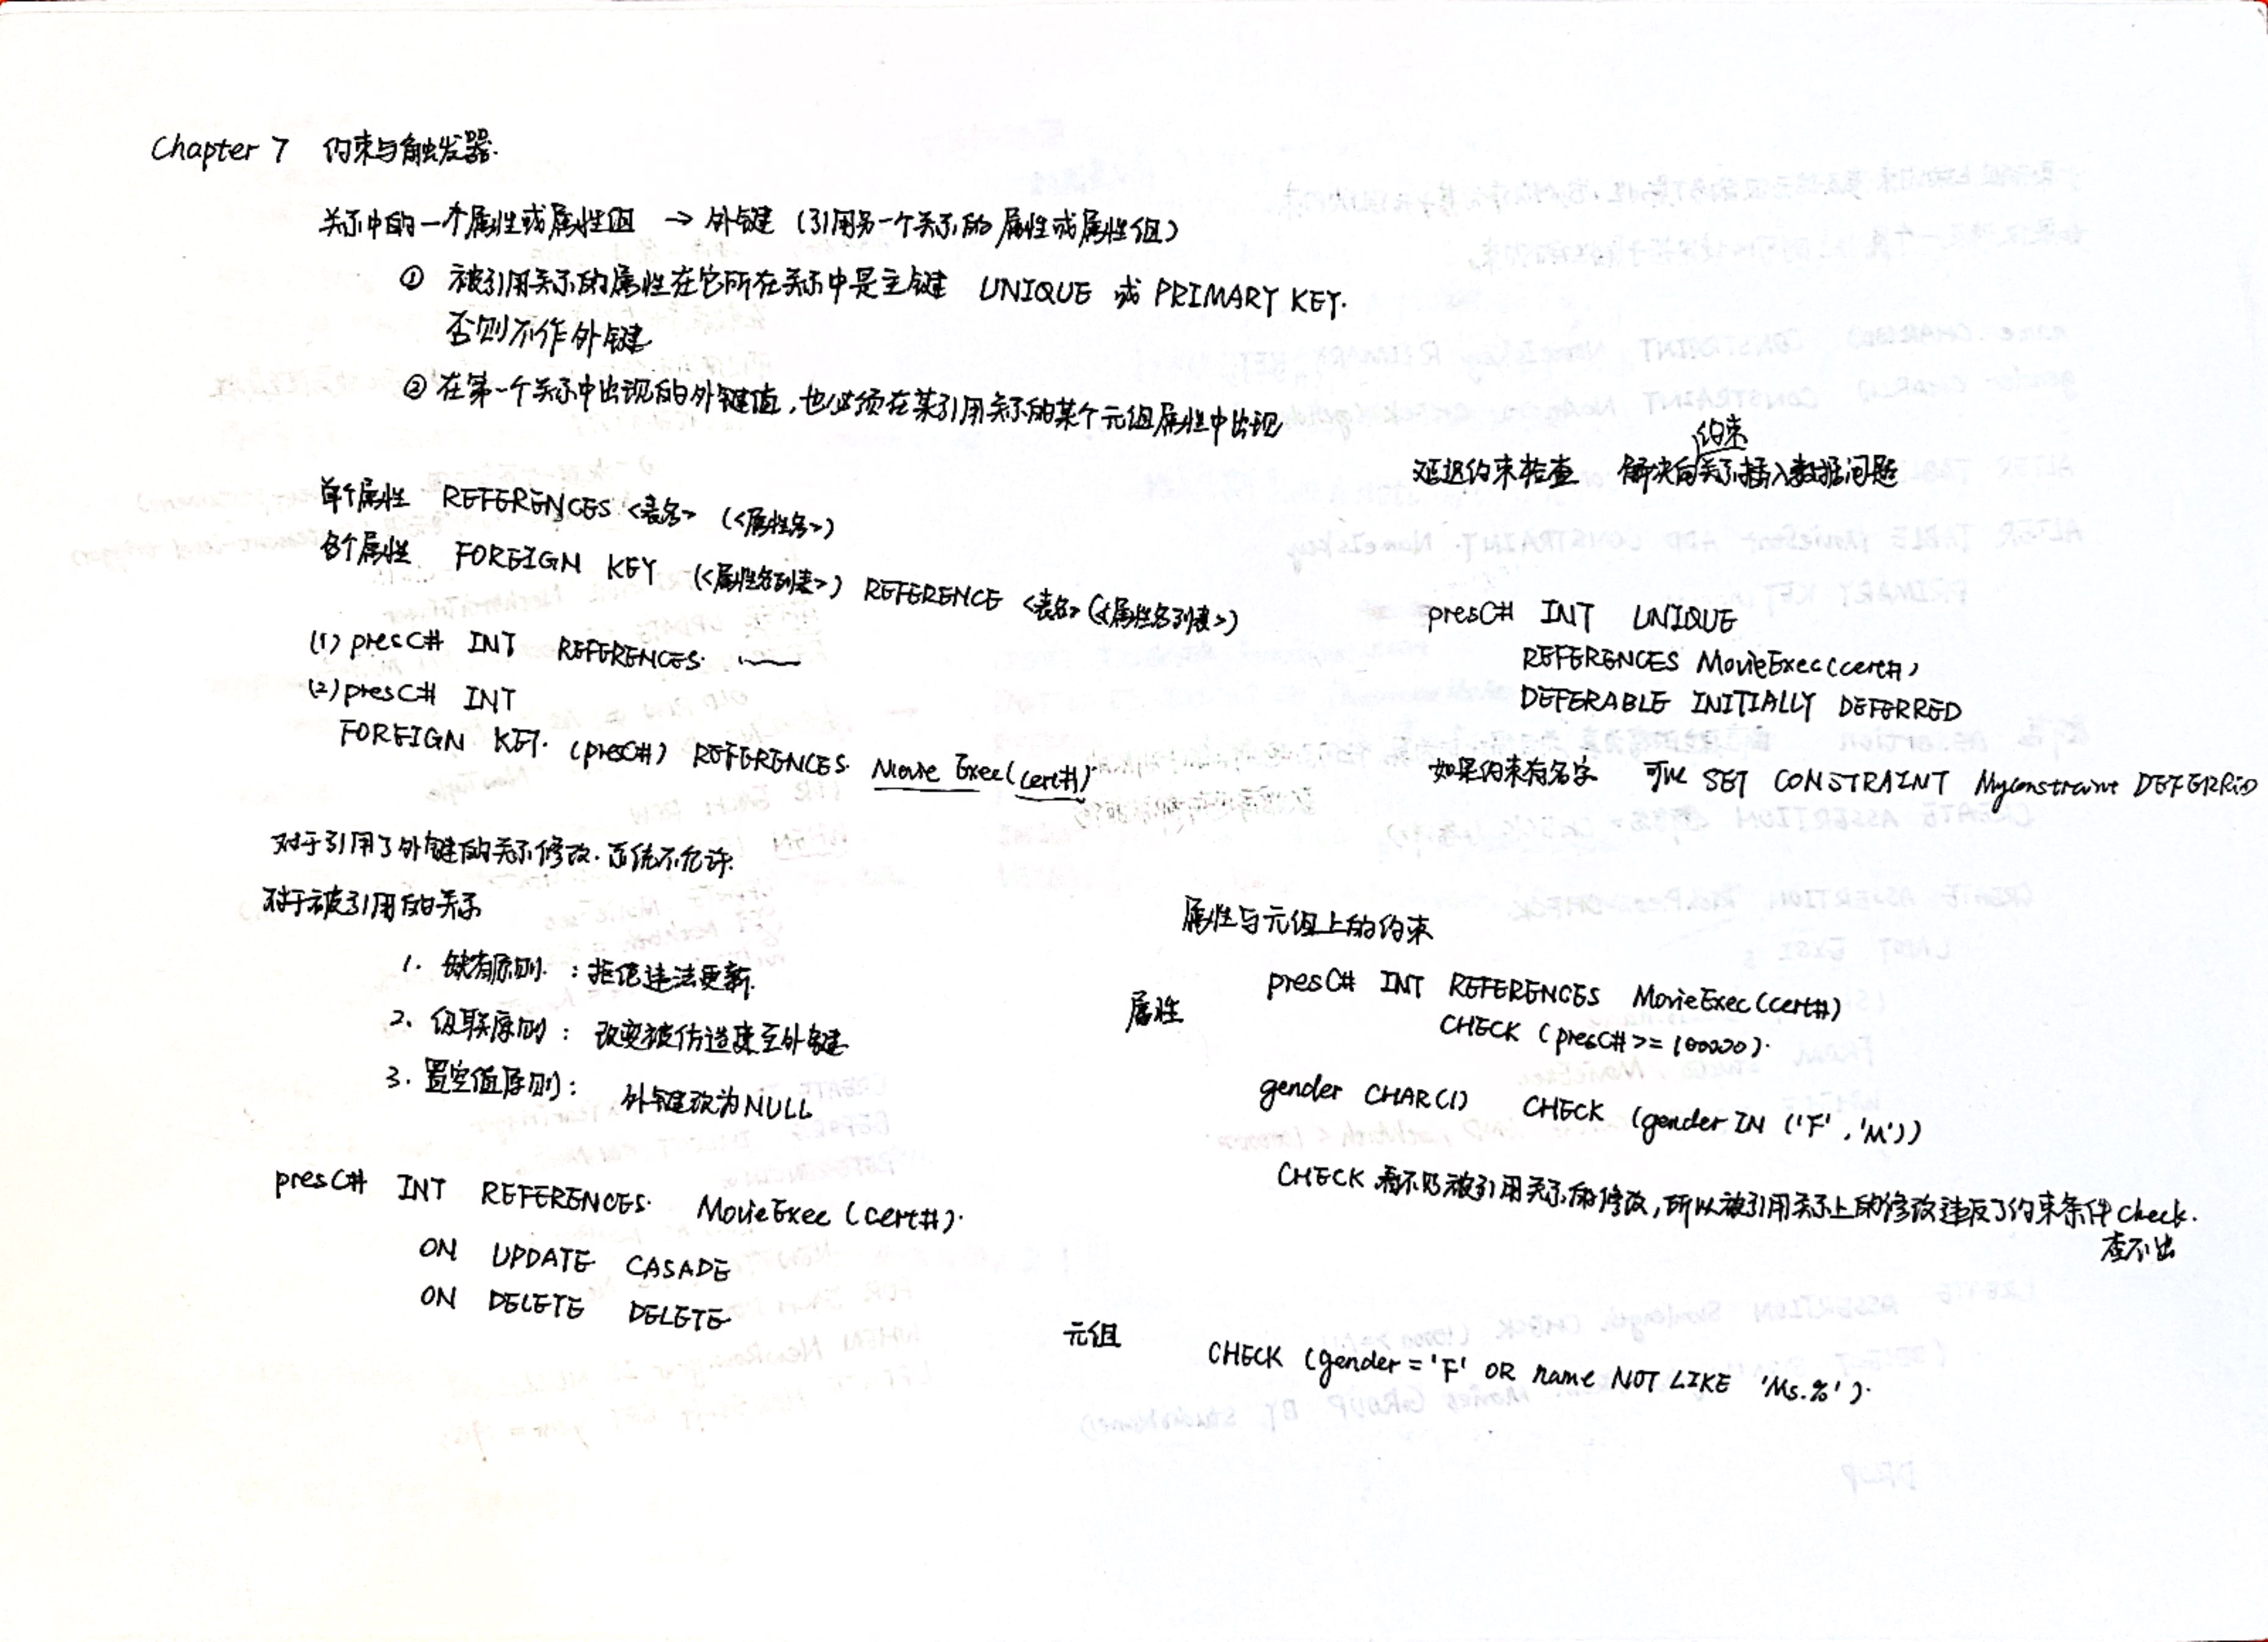 Chapter 7 约束与触发器.
关系中的一个属性或属性组 → 外键 (引用另一个关系的属性或属性组)
① 被引用关系的属性在它所在关系中是主键 UNIQUE 或 PRIMARY KEY.
否则不作外键
② 在第一个关系中出现的外键值,也必须在某引用关系的某个元组属性中出现
单个属性 REFERENCES <表名> (<属性名>)
各个属性 FOREIGN KEY (<属性名列表>) REFERENCE <表名> (<属性名列表>)
(1) presC# INT REFERENCES.
(2) presC# INT
FOREIGN KEY. (presC#) REFERENCES. Movie Exec (cert#).
对于引用了外键的关系修改.系统不允许.
对于被引用的关系
1. 缺省原则. : 拒绝违法更新.
2. 级联原则 : 改变被仿造至外键
3. 置空值原则 : 外键改为NULL
presC# INT REFERENCES. MovieExec (cert#).
ON UPDATE CASADE
ON DELETE DELETE
延迟约束检查 解决向关系插入数据问题
约束
presC# INT UNIQUE
REFERENCES MovieExec(cert#)
DEFERABLE INITIALLY DEFERRED
如果约束有名字 可以 SET CONSTRAINT Myconstraint DEFERRED
属性与元组上的约束
属性 presC# INT REFERENCES MovieExec(cert#)
CHECK (presC# >= 100000).
gender CHAR(1) CHECK (gender IN ('F' , 'M'))
CHECK 看不见被引用关系的修改,所以被引用关系上的修改违反了约束条件check.
查不出
元组 CHECK (gender = 'F' OR name NOT LIKE 'Ms.%').